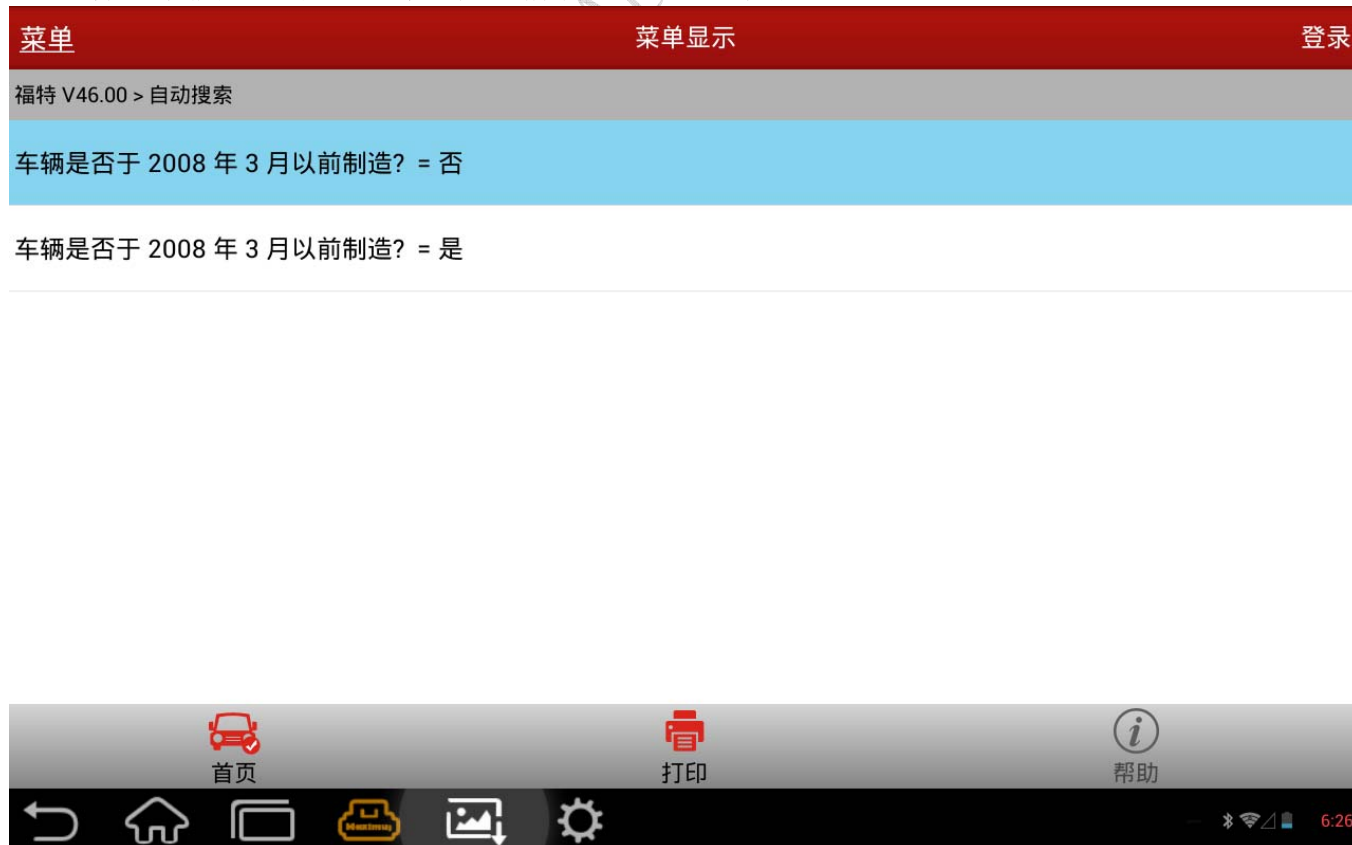 菜单
菜单显示
登录
福特 V46.00 > 自动搜索
车辆是否于 2008 年 3 月以前制造？ = 否
车辆是否于 2008 年 3 月以前制造？ = 是
首页
打印
帮助
6:26